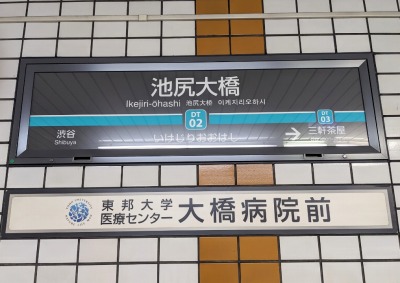 池尻大橋
Ikejiri-ōhashi 池尻大桥 이케지리오하시
DT
02
DT
03
渋谷
Shibuya
いけじりおおはし
三軒茶屋
東邦大学
医療センター
大橋病院前